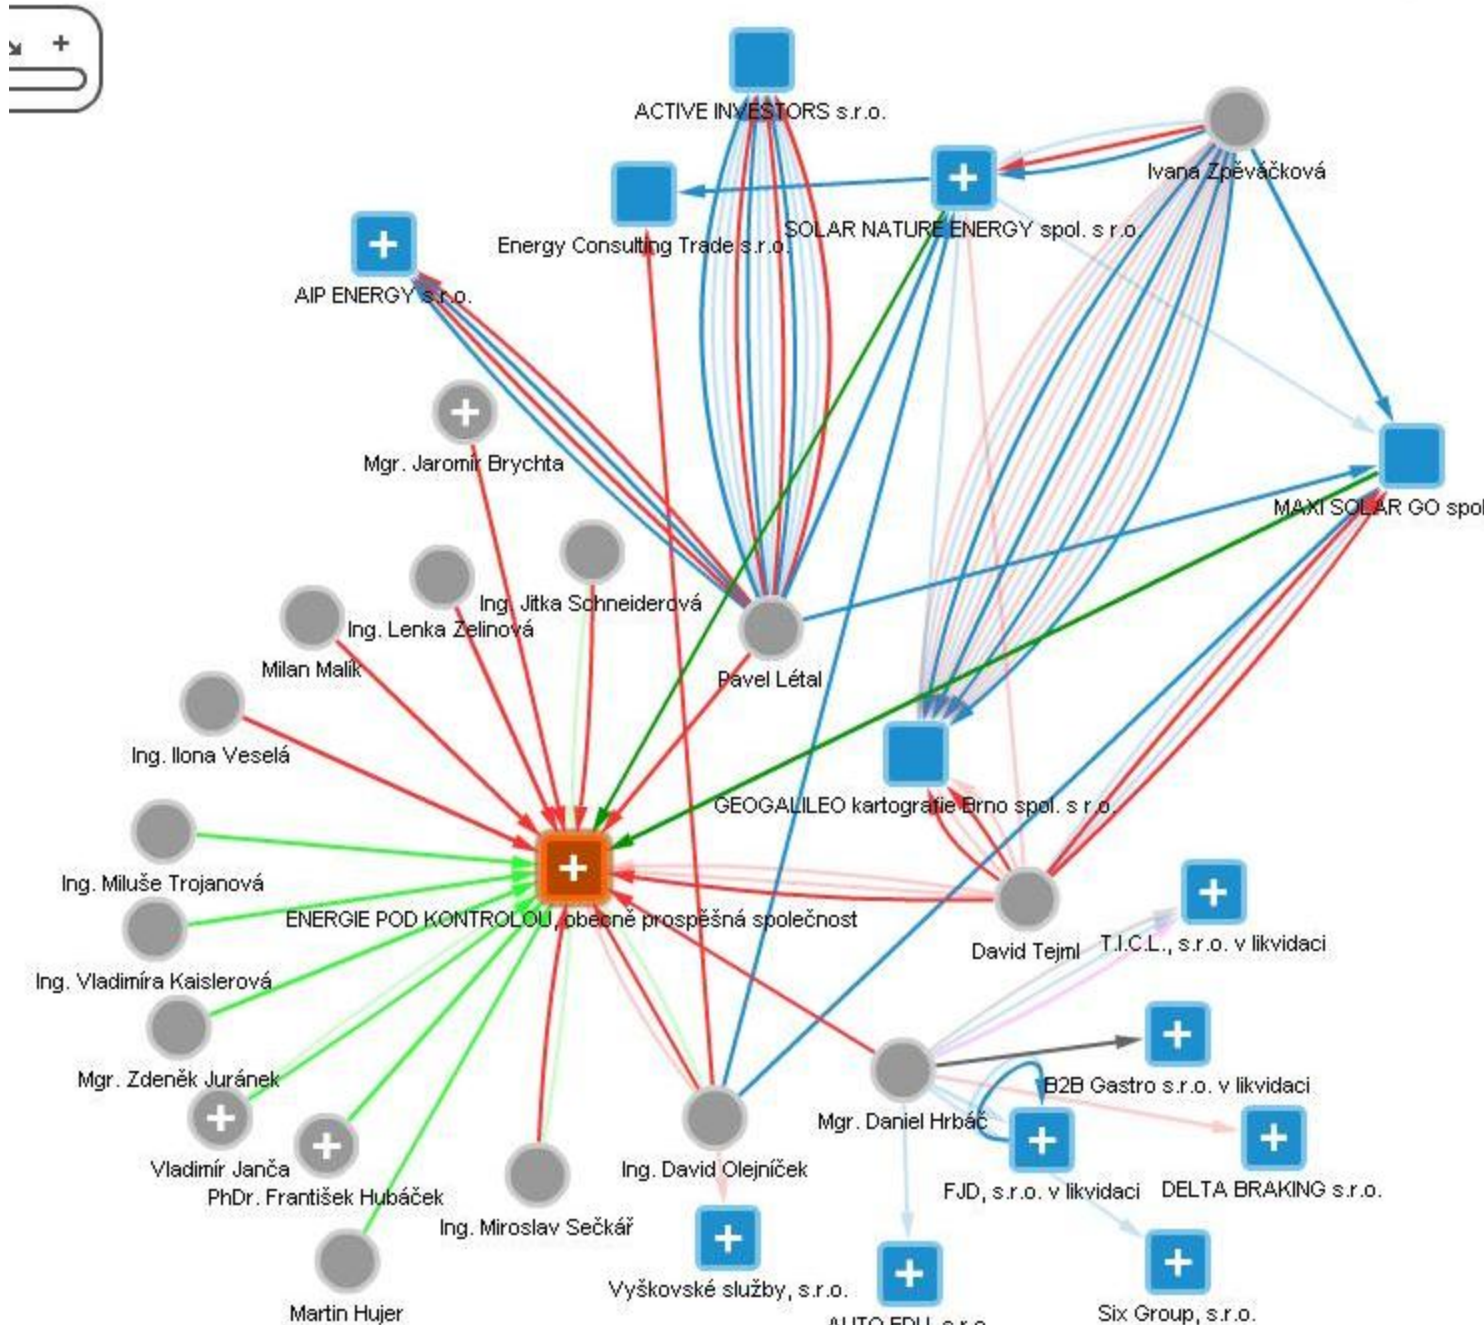 ACTIVE INVESTORS s.r.o.
Ivana Zpěváčková
SOLAR NATURE ENERGY spol. s r.o.
Energy Consulting Trade s.r.o.
AIP ENERGY s.r.o.
Mgr. Jaromír Brychta
MAXI SOLAR GO spol
Ing. Jitka Schneiderová
Ing. Lenka Zelinová
Milan Malík
Pavel Létal
Ing. Ilona Veselá
GEOGALILEO kartografie Brno spol. s r.o.
Ing. Miluše Trojanová
ENERGIE POD KONTROLOU, obecně prospěšná společnost
David Tejml
T.I.C.L., s.r.o. v likvidaci
Ing. Vladimíra Kaislerová
Mgr. Zdeněk Juránek
B2B Gastro s.r.o. v likvidaci
Mgr. Daniel Hrbáč
Vladimír Janča
Ing. David Olejníček
PhDr. František Hubáček
FJD, s.r.o. v likvidaci
DELTA BRAKING s.r.o.
Ing. Miroslav Sečkář
Vyškovské služby, s.r.o.
Martin Hujer
AUTO EDU, s.r.o.
Six Group, s.r.o.